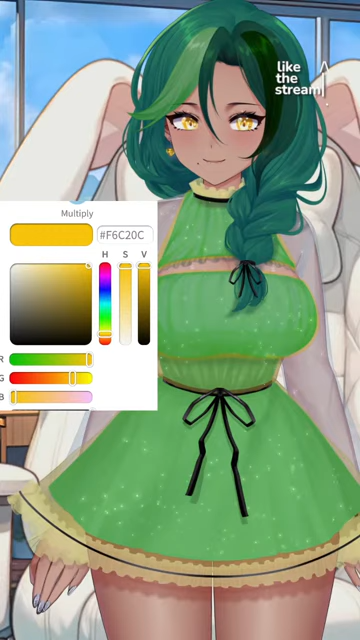 like
the
stream
Multiply
#F6C20C
H S V
R
G
B